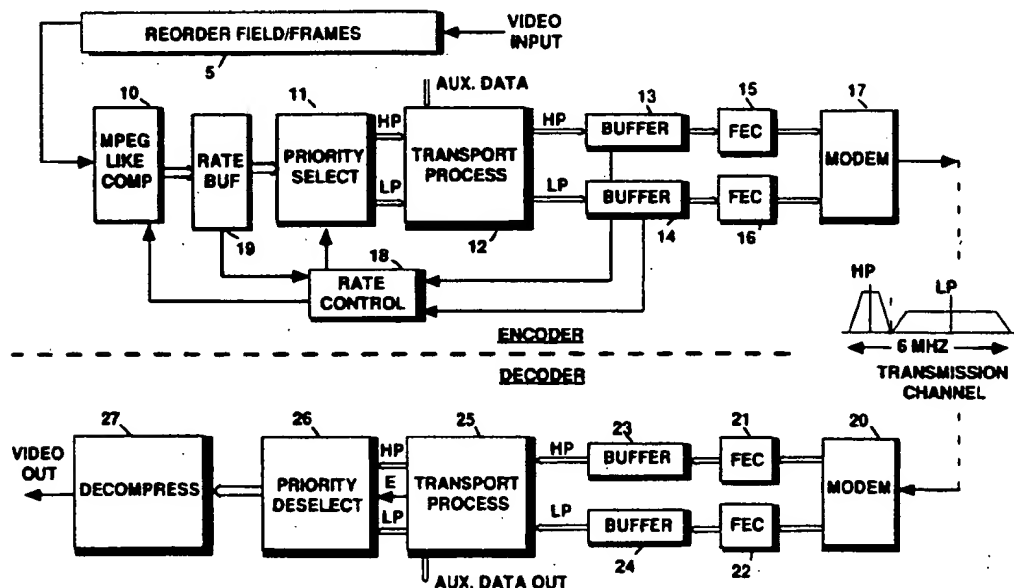 REORDER FIELD/FRAMES
VIDEO
INPUT
5
AUX. DATA
10
11
13
15
17
MPEG
LIKE
COMP
RATE
BUF
PRIORITY
SELECT
HP
LP
TRANSPORT
PROCESS
HP
LP
BUFFER
BUFFER
FEC
FEC
MODEM
19
12
14
16
18
RATE
CONTROL
HP
LP
6 MHZ
TRANSMISSION
CHANNEL
ENCODER
DECODER
27
26
25
23
21
20
VIDEO
OUT
DECOMPRESS
PRIORITY
DESELECT
HP
E
LP
TRANSPORT
PROCESS
HP
LP
BUFFER
BUFFER
FEC
FEC
MODEM
24
22
AUX. DATA OUT